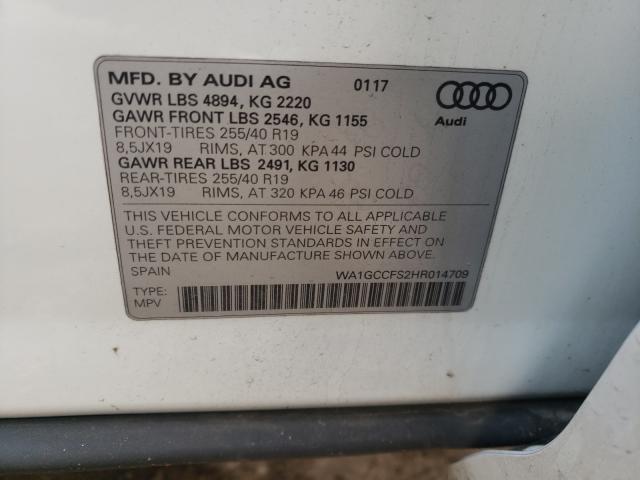 MFD. BY AUDI AG 0117
GVWR LBS 4894, KG 2220
GAWR FRONT LBS 2546, KG 1155
FRONT-TIRES 255/40 R19
8,5JX19 RIMS, AT 300 KPA 44 PSI COLD
GAWR REAR LBS 2491, KG 1130
REAR-TIRES 255/40 R19
8,5JX19 RIMS, AT 320 KPA 46 PSI COLD
Audi
THIS VEHICLE CONFORMS TO ALL APPLICABLE
U.S. FEDERAL MOTOR VEHICLE SAFETY AND
THEFT PREVENTION STANDARDS IN EFFECT ON
THE DATE OF MANUFACTURE SHOWN ABOVE.
SPAIN WA1GCCFS2HR014709
TYPE:
MPV